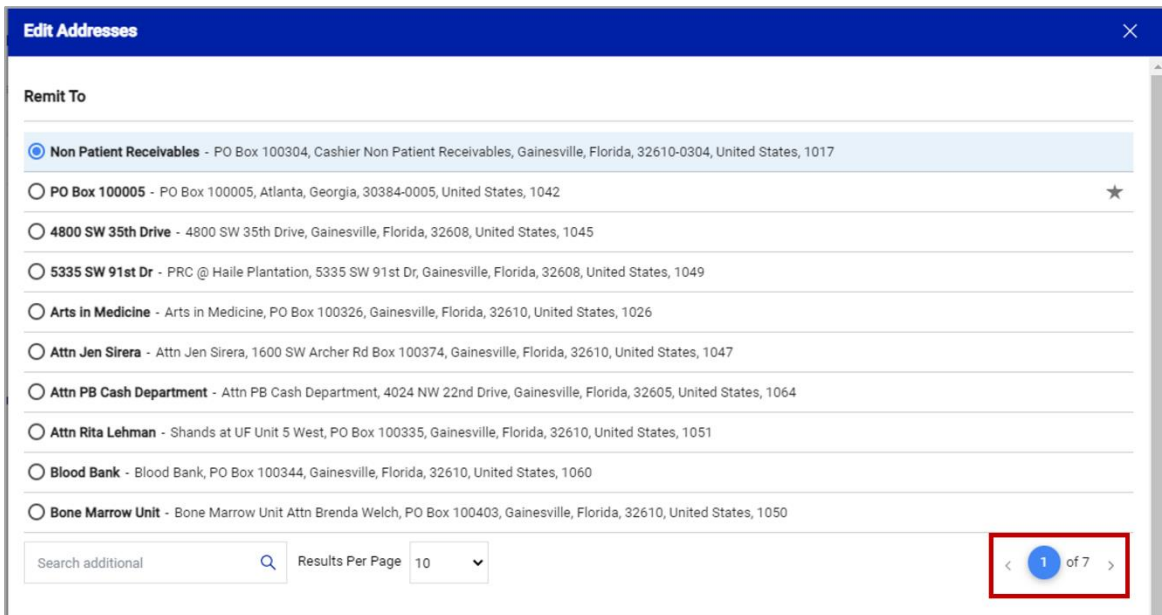 Edit Addresses
Remit To
Non Patient Receivables - PO Box 100304, Cashier Non Patient Receivables, Gainesville, Florida, 32610-0304, United States, 1017
PO Box 100005 - PO Box 100005, Atlanta, Georgia, 30384-0005, United States, 1042
4800 SW 35th Drive - 4800 SW 35th Drive, Gainesville, Florida, 32608, United States, 1045
5335 SW 91st Dr - PRC @ Haile Plantation, 5335 SW 91st Dr, Gainesville, Florida, 32608, United States, 1049
Arts in Medicine - Arts in Medicine, PO Box 100326, Gainesville, Florida, 32610, United States, 1026
Attn Jen Sirera - Attn Jen Sirera, 1600 SW Archer Rd Box 100374, Gainesville, Florida, 32610, United States, 1047
Attn PB Cash Department - Attn PB Cash Department, 4024 NW 22nd Drive, Gainesville, Florida, 32605, United States, 1064
Attn Rita Lehman - Shands at UF Unit 5 West, PO Box 100335, Gainesville, Florida, 32610, United States, 1051
Blood Bank - Blood Bank, PO Box 100344, Gainesville, Florida, 32610, United States, 1060
Bone Marrow Unit - Bone Marrow Unit Attn Brenda Welch, PO Box 100403, Gainesville, Florida, 32610, United States, 1050
Search additional Results Per Page 10 1 of 7